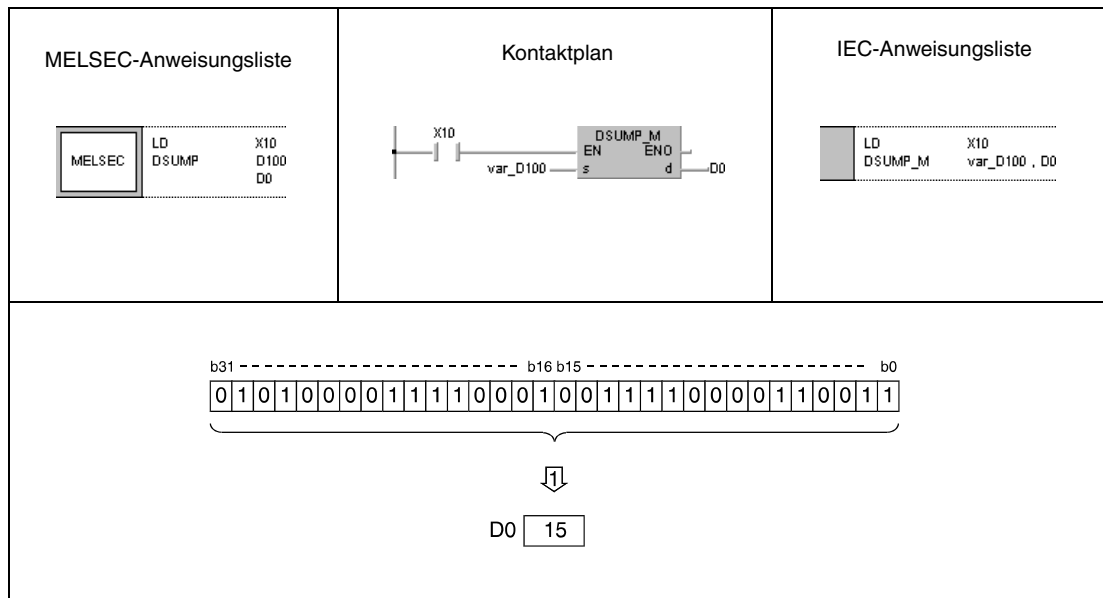 MELSEC-Anweisungsliste
MELSEC
LD X10
DSUMP D100
D0
Kontaktplan
X10
DSUMP_M
EN ENO
var_D100 s d D0
IEC-Anweisungsliste
LD X10
DSUMP_M var_D100 , D0
b31 b16 b15 b0
0 1 0 1 0 0 0 0 1 1 1 1 0 0 0 1 0 0 1 1 1 1 0 0 0 0 1 1 0 0 1 1
1
D0 15